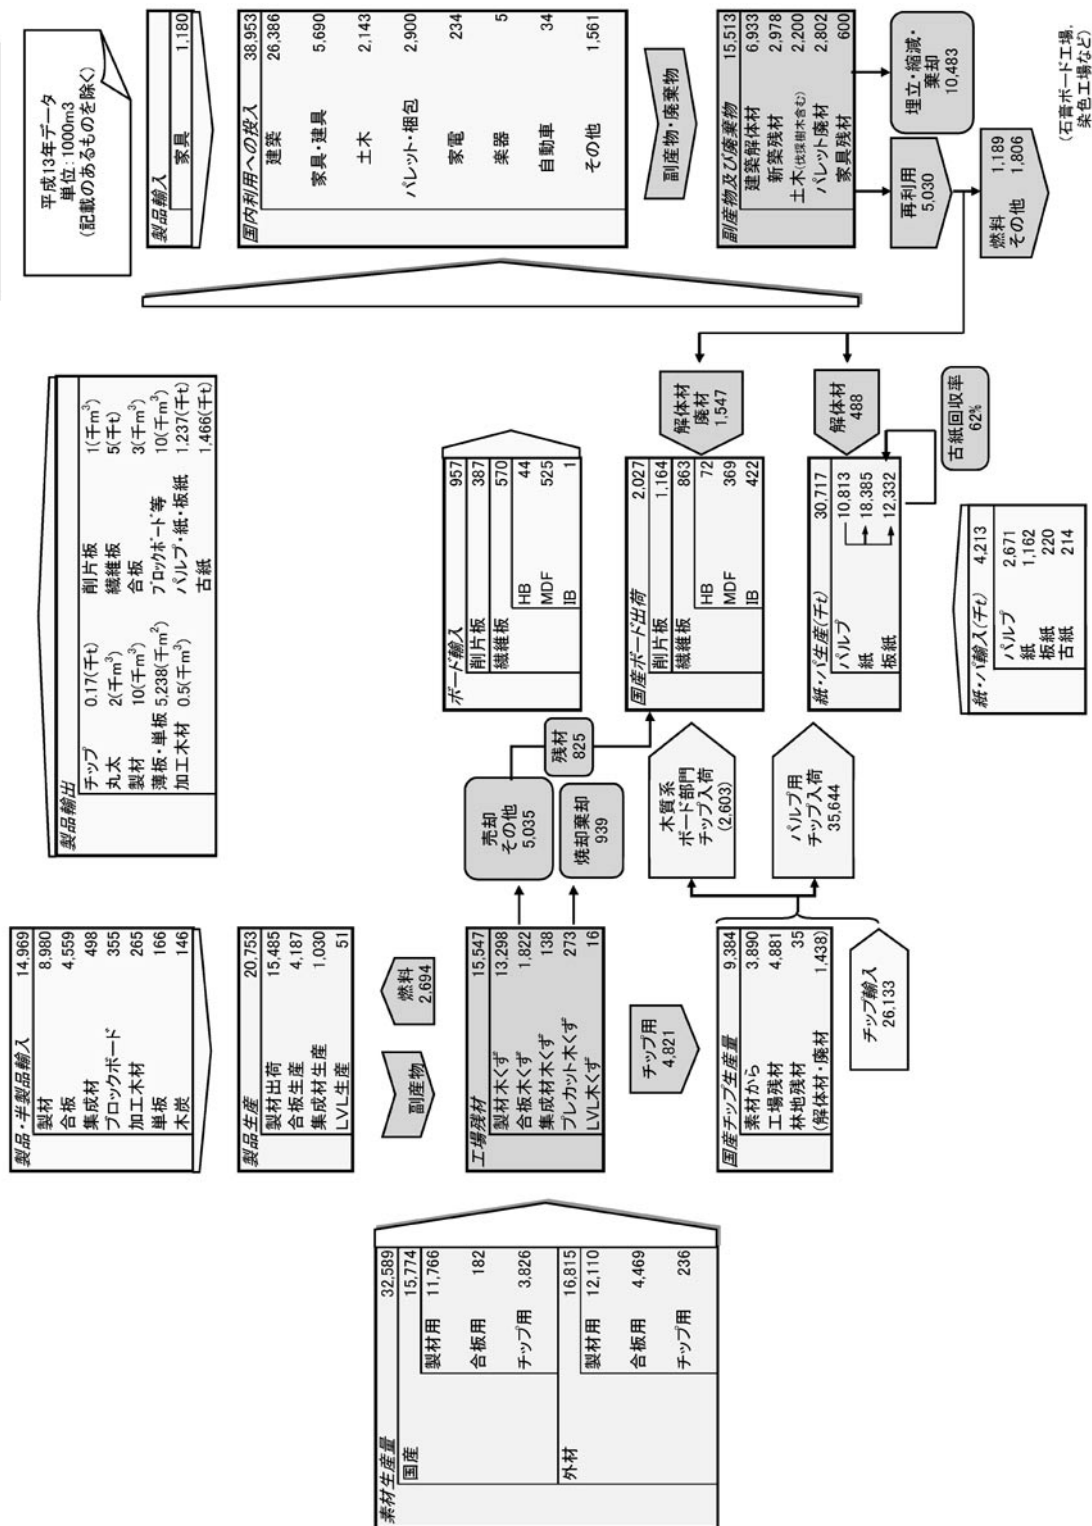 平成13年データ
単位:1000m3
(記載のあるものを除く)
素材生産量 32,589
国産 15,774
製材用 11,766
合板用 182
チップ用 3,826
外材 16,815
製材用 12,110
合板用 4,469
チップ用 236
製品・半製品輸入 14,969
製材 8,980
合板 4,559
集成材 498
ブロックボード 355
加工木材 265
単板 166
木炭 146
製品生産 20,753
製材出荷 15,485
合板生産 4,187
集成材生産 1,030
LVL生産 51
副産物
燃料
2,694
工場残材 15,547
製材木くず 13,298
合板木くず 1,822
集成材木くず 138
プレカット木くず 273
LVL木くず 16
チップ用
4,821
国産チップ生産量 9,384
素材から 3,890
工場残材 4,881
林地残材 35
(解体材・廃材 1,438)
チップ輸入
26,133
製品輸出
チップ 0.17(千t)
丸太 2(千m3)
製材 10(千m3)
薄板・単板 5,238(千m2)
加工木材 0.5(千m3)
削片板 1(千m3)
繊維板 5(千t)
合板 3(千m3)
ブロックボード等 10(千m3)
パルプ・紙・板紙 1,237(千t)
古紙 1,466(千t)
売却
その他
5,035
残材
825
焼却棄却
939
木質系
ボード部門
チップ入荷
(2,603)
パルプ用
チップ入荷
35,644
ボード輸入 957
削片板 387
繊維板 570
HB 44
MDF 525
IB 1
国産ボード出荷 2,027
削片板 1,164
繊維板 863
HB 72
MDF 369
IB 422
紙・パ生産(千t) 30,717
パルプ 10,813
紙 18,385
板紙 12,332
紙・パ輸入(千t) 4,213
パルプ 2,671
紙 1,162
板紙 220
古紙 214
解体材
廃材
1,547
解体材
488
古紙回収率
62%
製品輸入
家具 1,180
国内利用への投入 38,953
建築 26,386
家具・建具 5,690
土木 2,143
パレット・梱包 2,900
家電 234
楽器 5
自動車 34
その他 1,561
副産物・廃棄物
副産物及び廃棄物 15,513
建築解体材 6,933
新築残材 2,978
土木(伐採樹木含む) 2,200
パレット廃材 2,802
家具残材 600
再利用
5,030
埋立・縮減・
棄却
10,483
燃料 1,189
その他 1,806
(石膏ボード工場,
染色工場など)